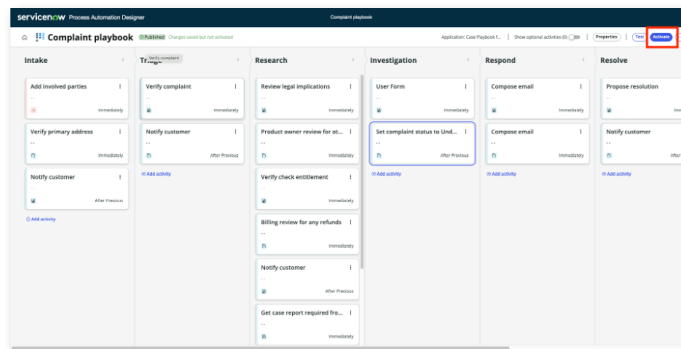 servicenow Process Automation Designer
Complaint playbook
Complaint playbook
Published Changes saved but not activated
Application: Case Playbook f...
Show optional activities (0)
Properties
Test
Activate
Intake
Add involved parties
--
Immediately
Verify primary address
--
Immediately
Notify customer
After Previous
Add activity
Verify complaint
Verify complaint
--
Immediately
Notify customer
--
After Previous
Add activity
Research
Review legal implications
--
Immediately
Product owner review for ot...
--
Immediately
Verify check entitlement
--
Immediately
Billing review for any refunds
--
Immediately
Notify customer
--
After Previous
Get case report required fro...
--
Immediately
Investigation
User Form
--
Immediately
Set complaint status to Und...
--
After Previous
Add activity
Respond
Compose email
--
Immediately
Compose email
--
Immediately
Add activity
Resolve
Propose resolution
--
Notify customer
--
Add activity